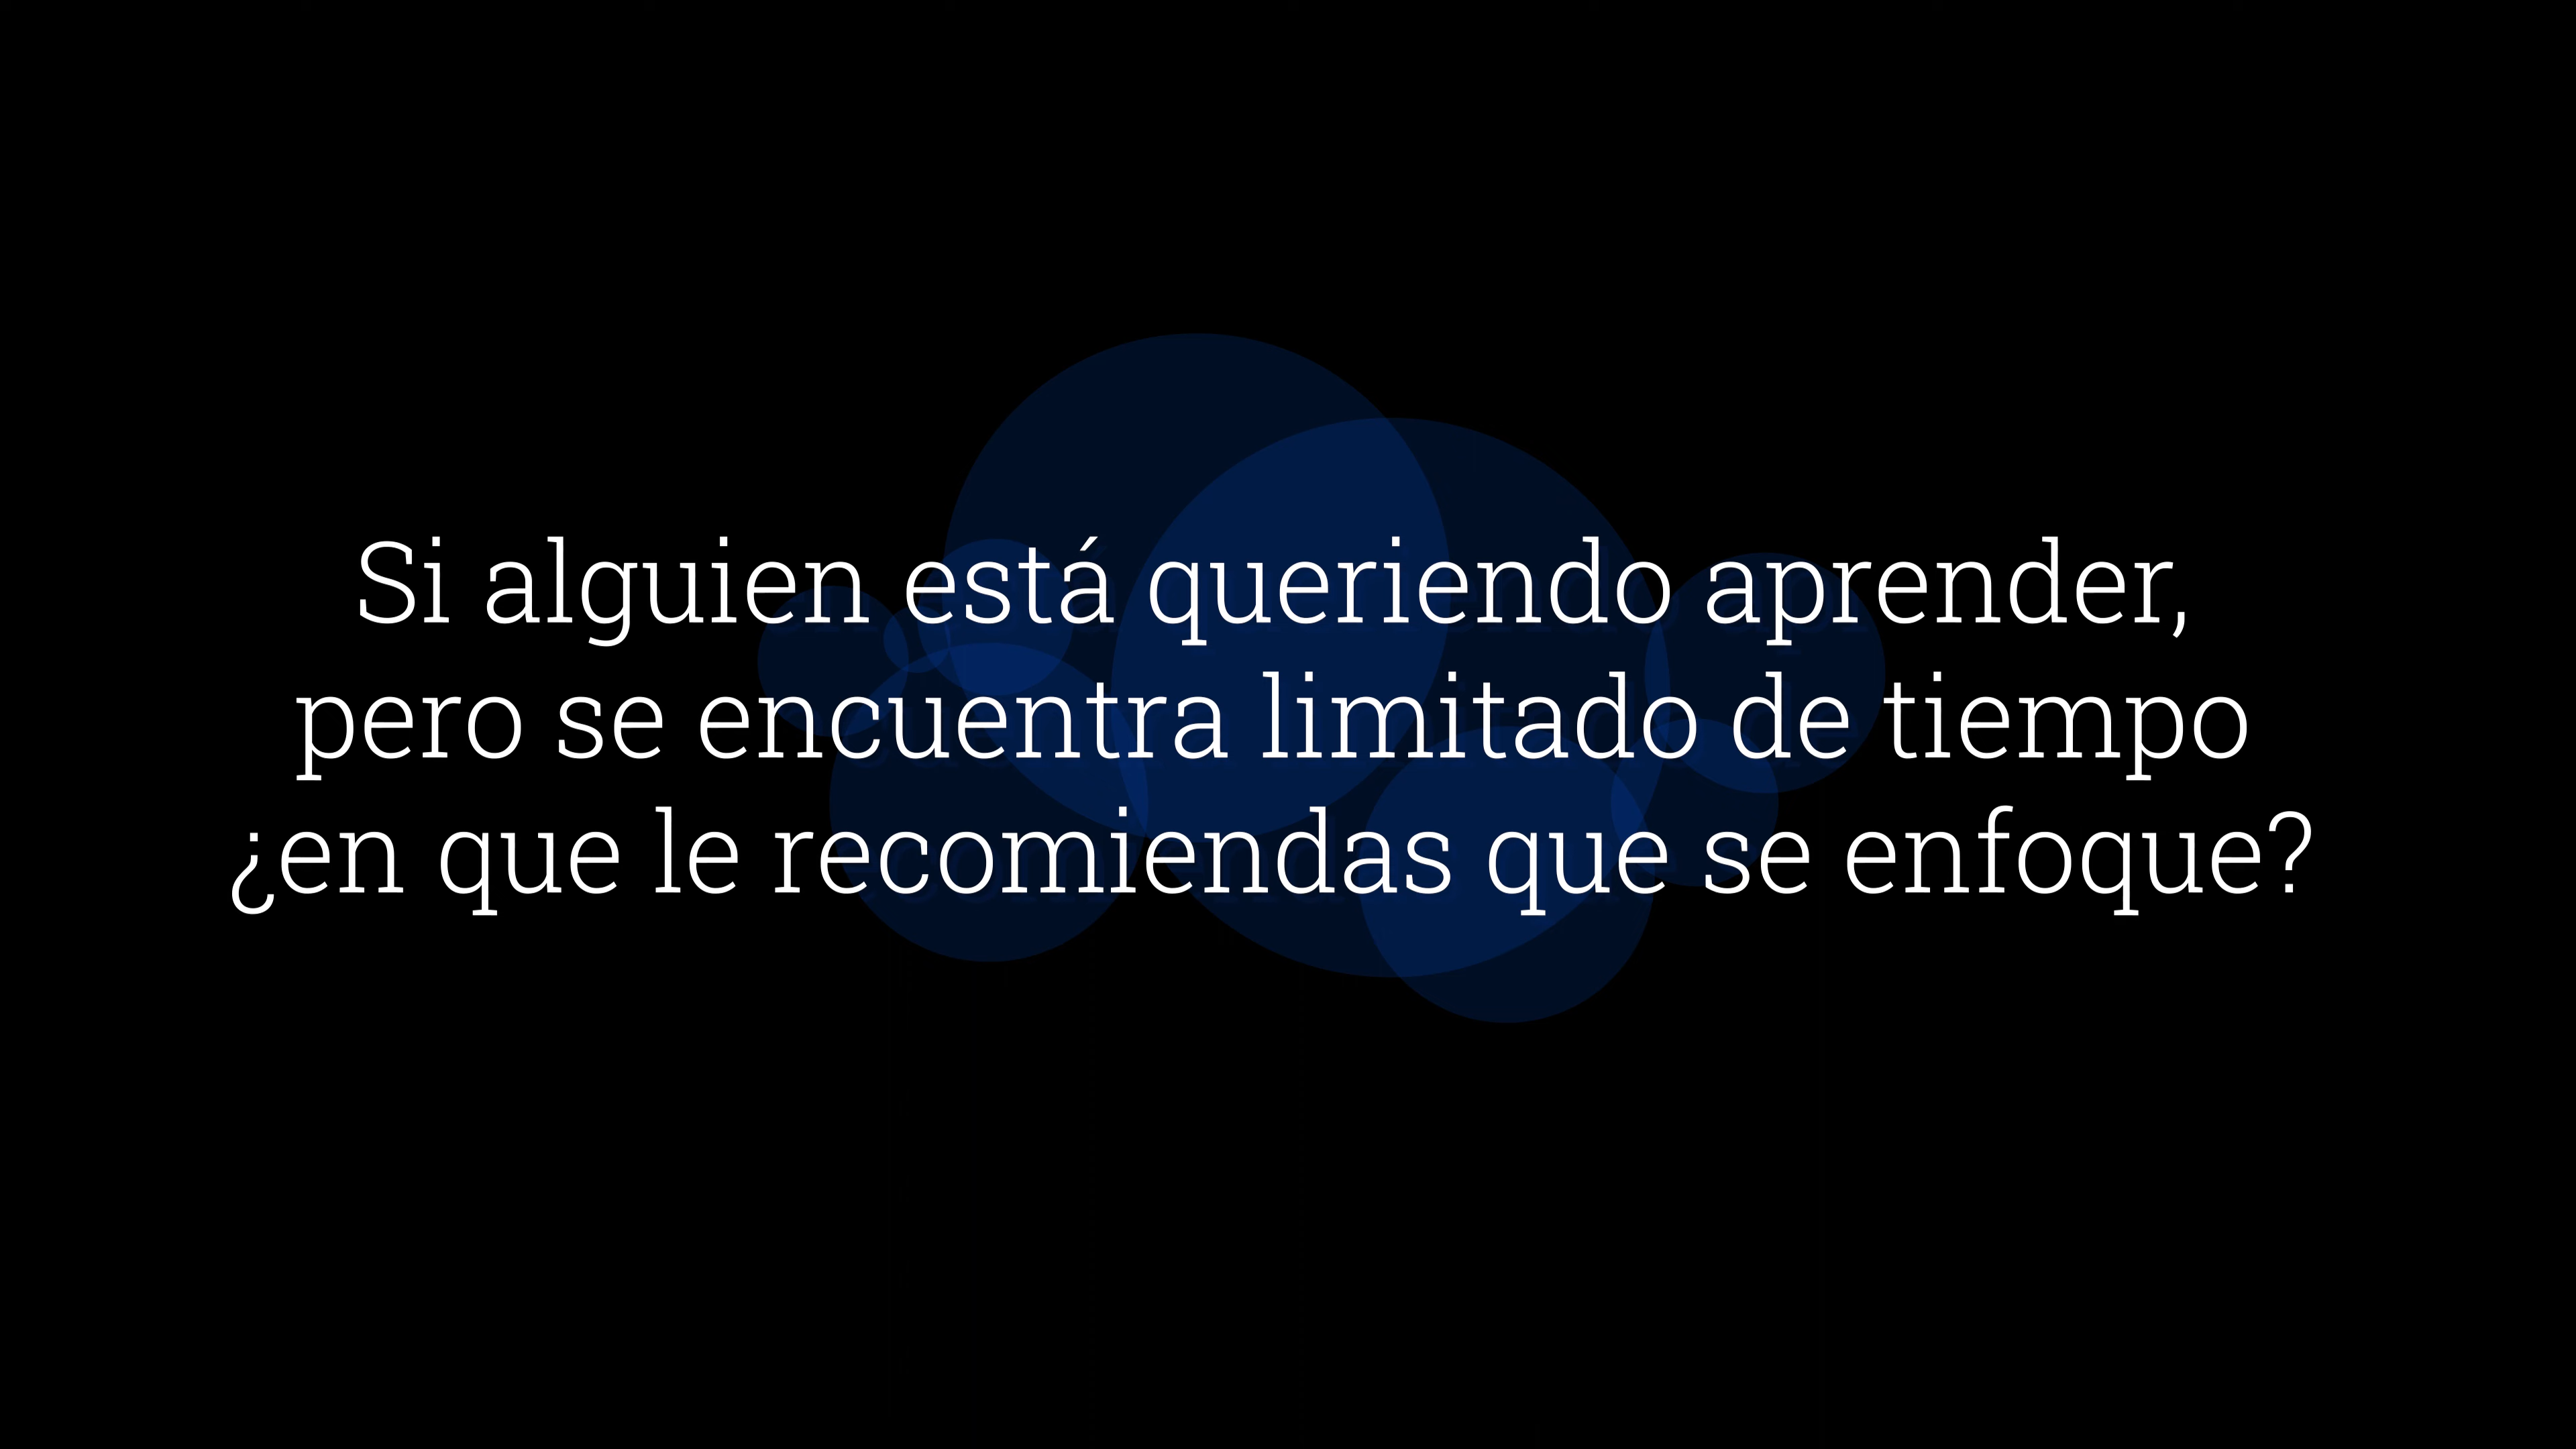 Si alguien está queriendo aprender,
pero se encuentra limitado de tiempo
¿en que le recomiendas que se enfoque?